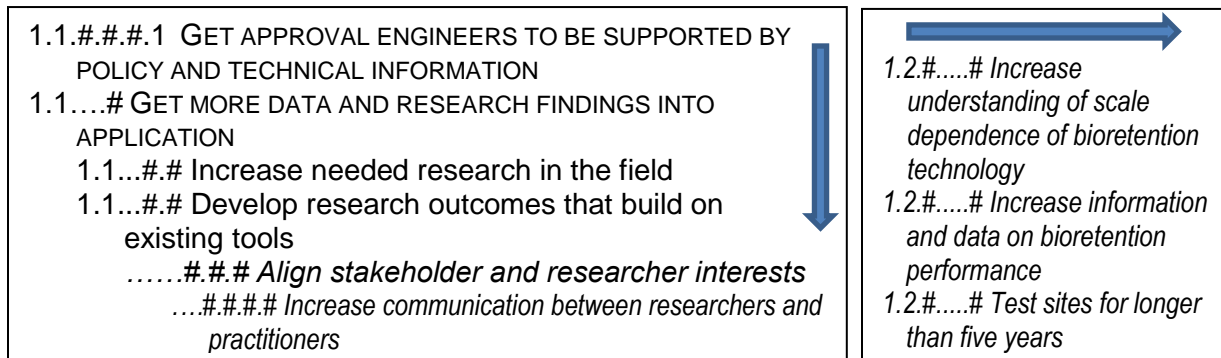 1.1.#.#.#.1 GET APPROVAL ENGINEERS TO BE SUPPORTED BY
POLICY AND TECHNICAL INFORMATION
1.1….# GET MORE DATA AND RESEARCH FINDINGS INTO
APPLICATION
1.1...#.# Increase needed research in the field
1.1...#.# Develop research outcomes that build on
existing tools
……#.#.# Align stakeholder and researcher interests
….#.#.#.# Increase communication between researchers and
practitioners
1.2.#.....# Increase
understanding of scale
dependence of bioretention
technology
1.2.#.....# Increase information
and data on bioretention
performance
1.2.#.....# Test sites for longer
than five years